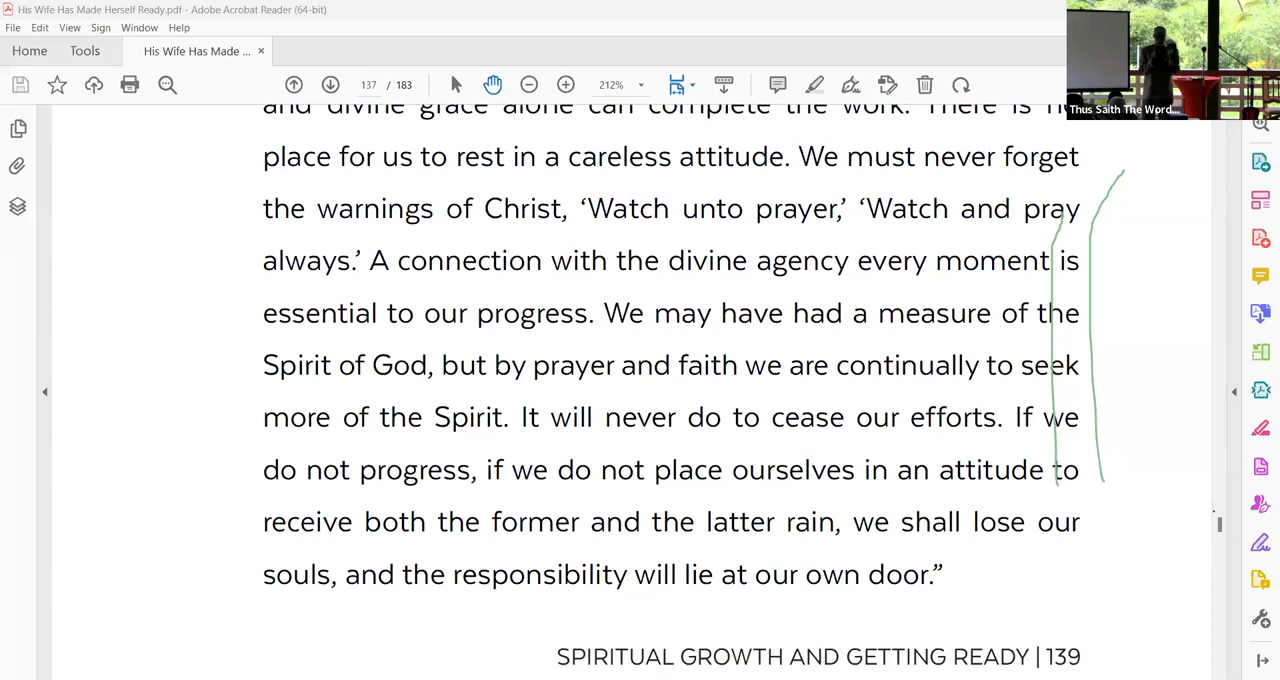 His Wife Has Made Herself Ready.pdf - Adobe Acrobat Reader (64-bit)
File Edit View Sign Window Help
Home Tools His Wife Has Made ... ×
137 / 183 212%
Thus Saith The Word...
and divine grace alone can complete the work. There is
place for us to rest in a careless attitude. We must never forget
the warnings of Christ, ‘Watch unto prayer,’ ‘Watch and pray
always.’ A connection with the divine agency every moment is
essential to our progress. We may have had a measure of the
Spirit of God, but by prayer and faith we are continually to seek
more of the Spirit. It will never do to cease our efforts. If we
do not progress, if we do not place ourselves in an attitude to
receive both the former and the latter rain, we shall lose our
souls, and the responsibility will lie at our own door.”
SPIRITUAL GROWTH AND GETTING READY | 139